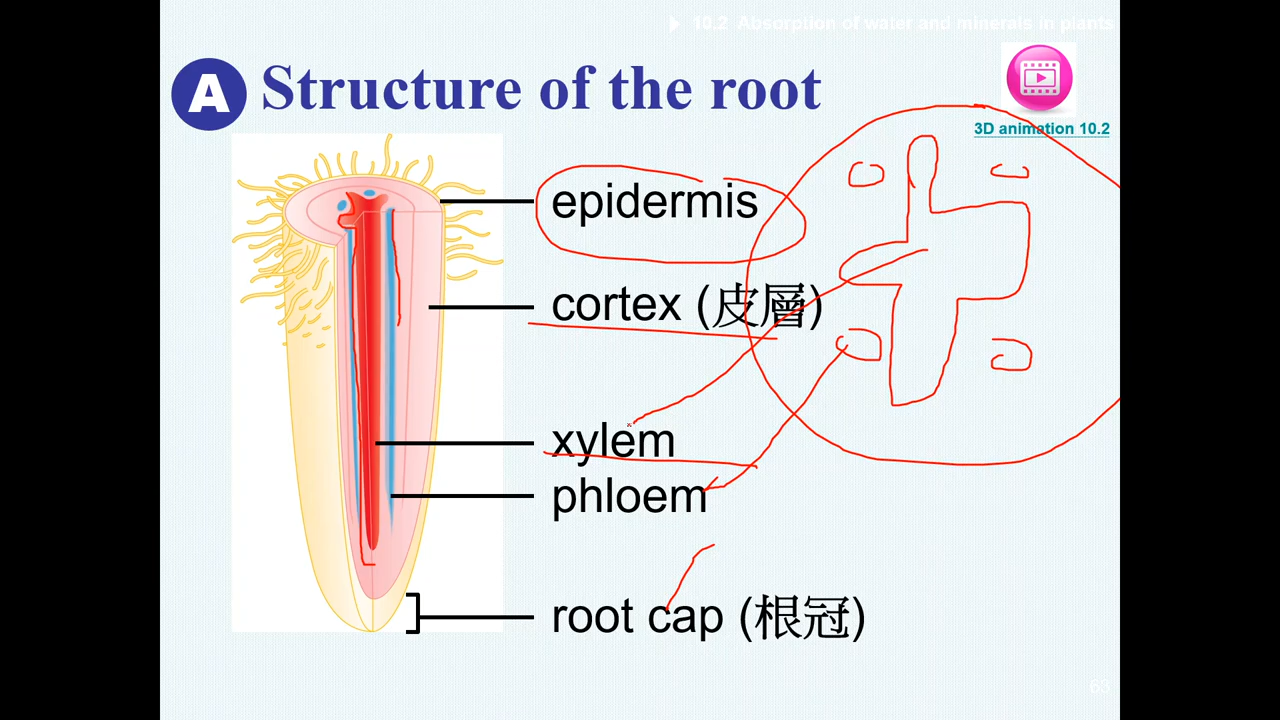 10.2 Absorption of water and minerals in plants
A Structure of the root
3D animation 10.2
epidermis
cortex (皮層)
xylem
phloem
root cap (根冠)
63